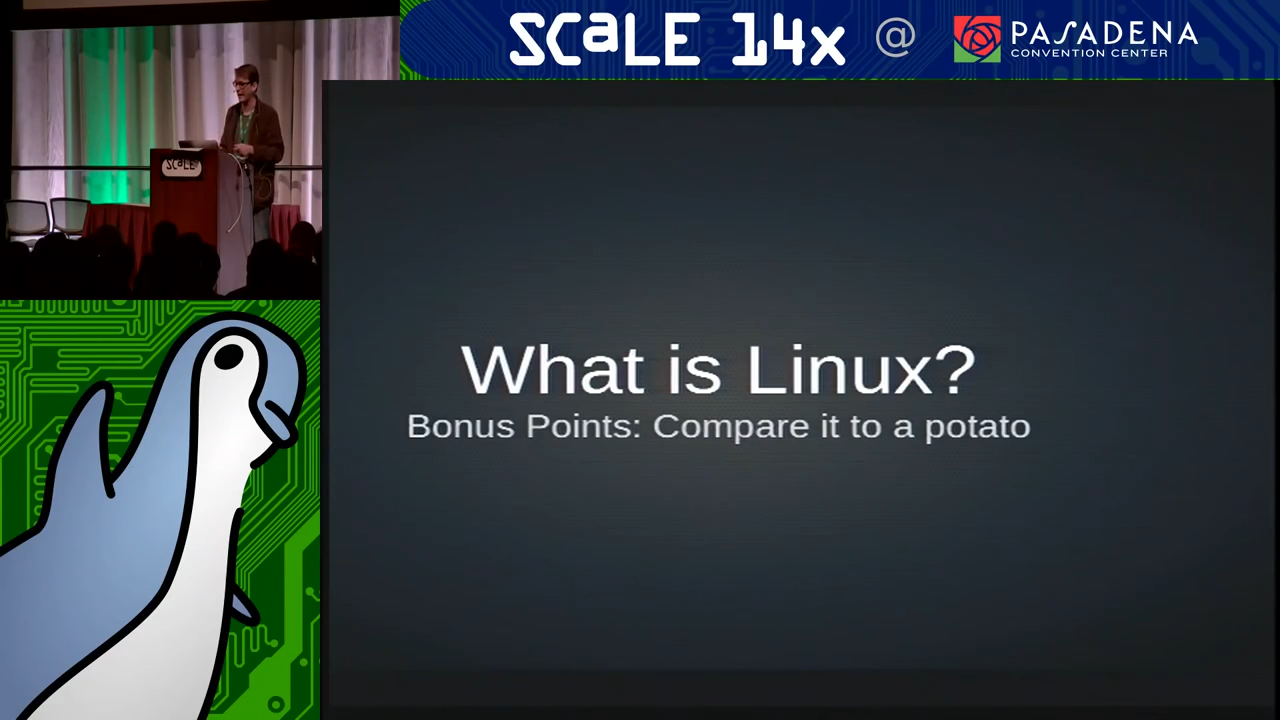 SCALE 14x @ PASADENA
CONVENTION CENTER
SCALE
What is Linux?
Bonus Points: Compare it to a potato